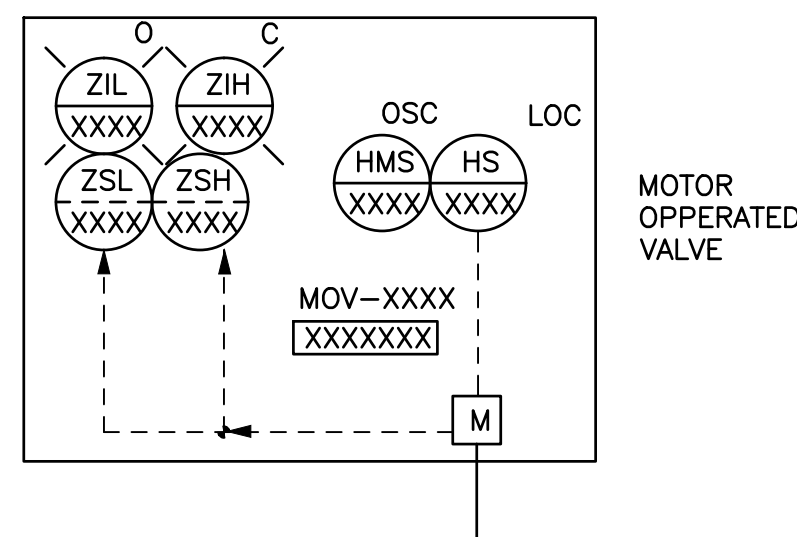 O
C
ZIL
XXXX
ZIH
XXXX
OSC
LOC
HMS
XXXX
HS
XXXX
ZSL
XXXX
ZSH
XXXX
MOTOR
OPPERATED
VALVE
MOV-XXXX
XXXXXXX
M